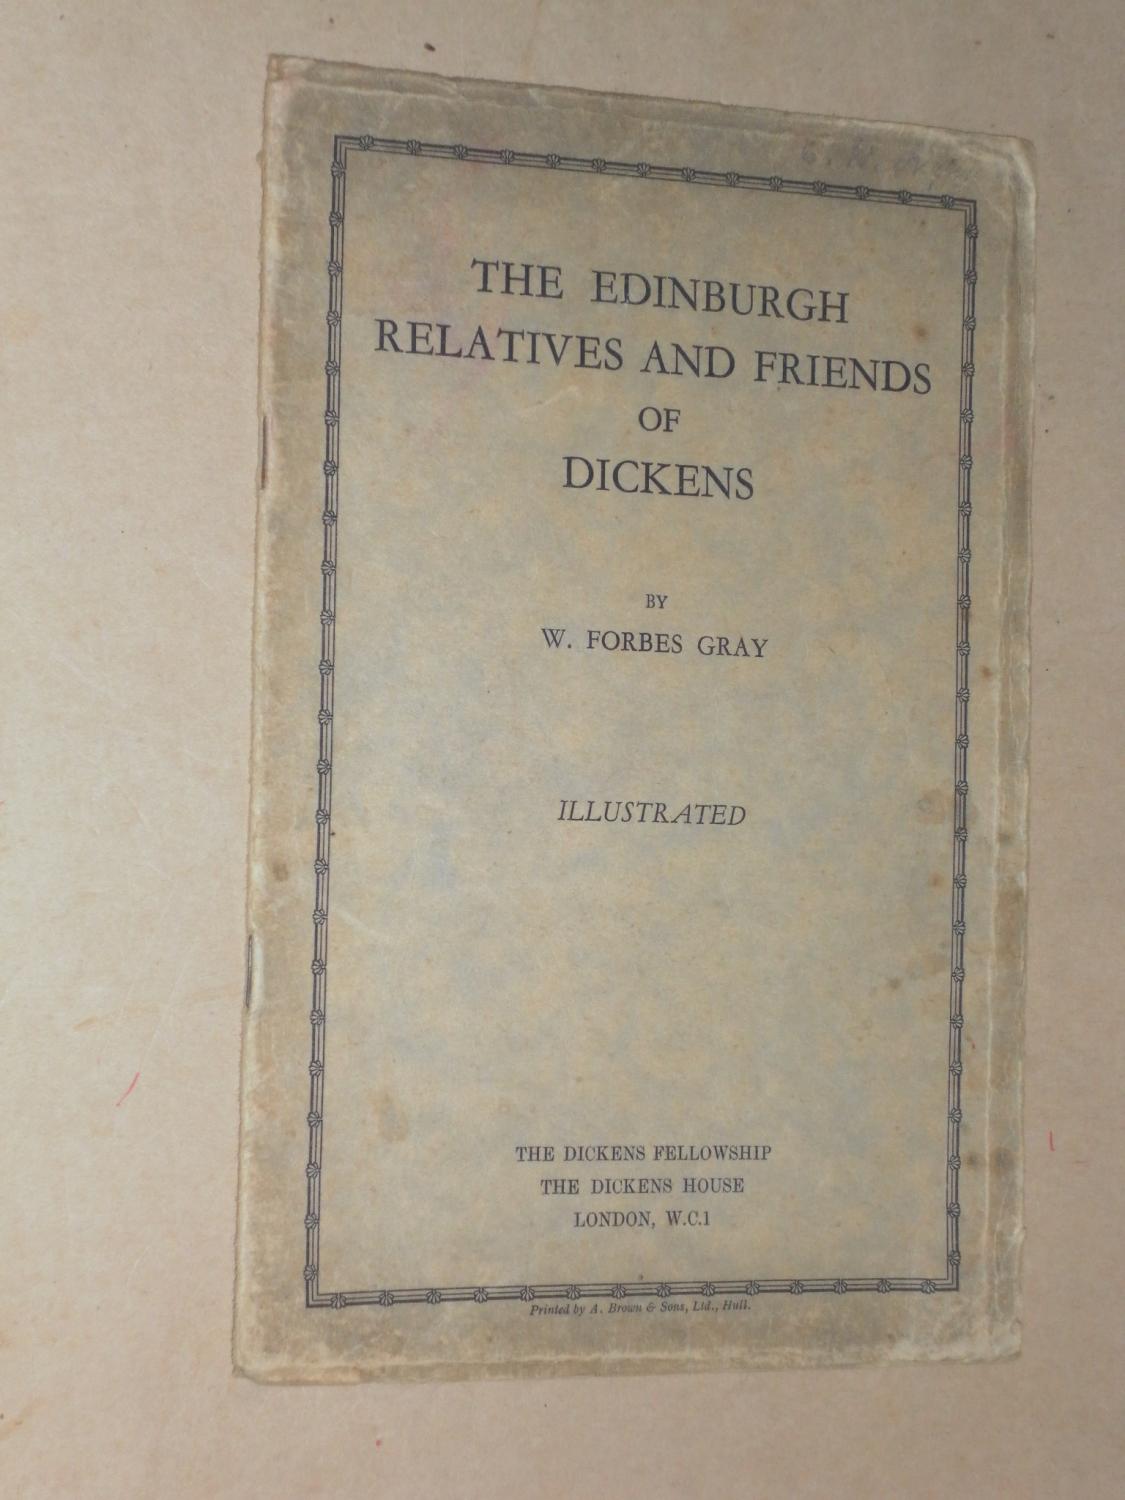 THE EDINBURGH
RELATIVES AND FRIENDS
OF
DICKENS
BY
W. FORBES GRAY
ILLUSTRATED
THE DICKENS FELLOWSHIP
THE DICKENS HOUSE
LONDON, W.C.1
Printed by A. Brown & Sons, Ltd., Hull.